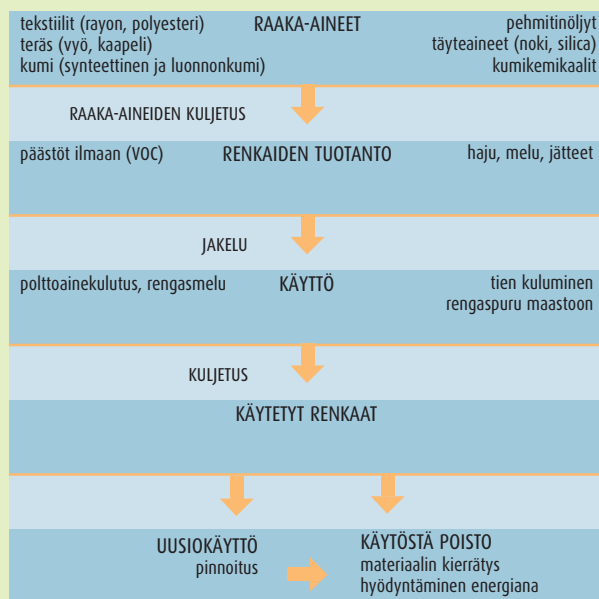 tekstiilit (rayon, polyesteri)
teräs (vyö, kaapeli)
kumi (synteettinen ja luonnonkumi)
RAAKA-AINEET
pehmitinöljyt
täyteaineet (noki, silica)
kumikemikaalit
RAAKA-AINEIDEN KULJETUS
päästöt ilmaan (VOC)
RENKAIDEN TUOTANTO
haju, melu, jätteet
JAKELU
polttoainekulutus, rengasmelu
KÄYTTÖ
tien kuluminen
rengaspuru maastoon
KULJETUS
KÄYTETYT RENKAAT
UUSIOKÄYTTÖ
pinnoitus
KÄYTÖSTÄ POISTO
materiaalin kierrätys
hyödyntäminen energiana